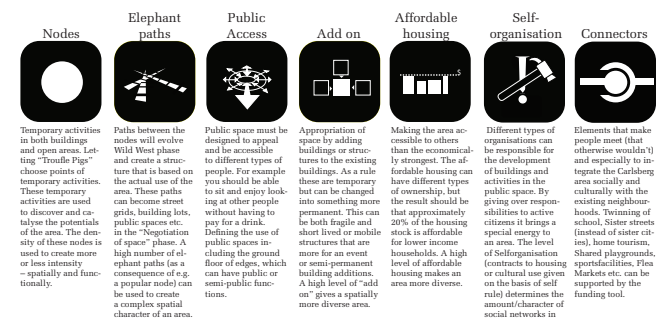 Nodes
Temporary activities
in both buildings
and open areas. Let-
ting “Troufle Pigs”
choose points of
temporary activities.
These temporary
activities are used
to discover and ca-
talyse the potentials
of the area. The den-
sity of these nodes is
used to create more
or less intensity
– spatially and func-
tionally.
Elephant
paths
Paths between the
nodes will evolve
Wild West phase
and create a struc-
ture that is based on
the actual use of the
area. These paths
can become street
grids, building lots,
public spaces etc.
in the “Negotiation
of space” phase. A
high number of el-
ephant paths (as a
consequence of e.g.
a popular node) can
be used to create
a complex spatial
character of an area.
Public
Access
Public space must be
designed to appeal
and be accessible
to different types of
people. For example
you should be able
to sit and enjoy look-
ing at other people
without having to
pay for a drink.
Defining the use of
public spaces in-
cluding the ground
floor of edges, which
can have public or
semi-public func-
tions.
Add on
Appropriation of
space by adding
buildings or struc-
tures to the existing
buildings. As a rule
these are temporary
but can be changed
into something more
permanent. This can
be both fragile and
short lived or mobile
structures that are
more for an event
or semi-permanent
building additions.
A high level of “add
on” gives a spatially
more diverse area.
Affordable
housing
$
Making the area ac-
cessible to others
than the economical-
ly strongest. The af-
fordable housing can
have different types
of ownership, but
the result should be
that approximately
20% of the housing
stock is affordable
for lower income
households. A high
level of affordable
housing makes an
area more diverse.
Self-
organisation
Different types of
organisations can
be responsible for
the development
of buildings and
activities in the
public space. By
giving over respon-
sibilities to active
citizens it brings a
special energy to
an area. The level
of Selforganisation
(contracts to housing
or cultural use given
on the basis of self
rule) determines the
amount/character of
social networks in
Connectors
Elements that make
people meet (that
otherwise wouldn’t)
and especially to in-
tegrate the Carlsberg
area socially and
culturally with the
existing neighbour-
hoods. Twinning of
school, Sister streets
(instead of sister cit-
ies), home tourism,
Shared playgrounds,
sportsfacilities, Flea
Markets etc. can be
supported by the
funding tool.